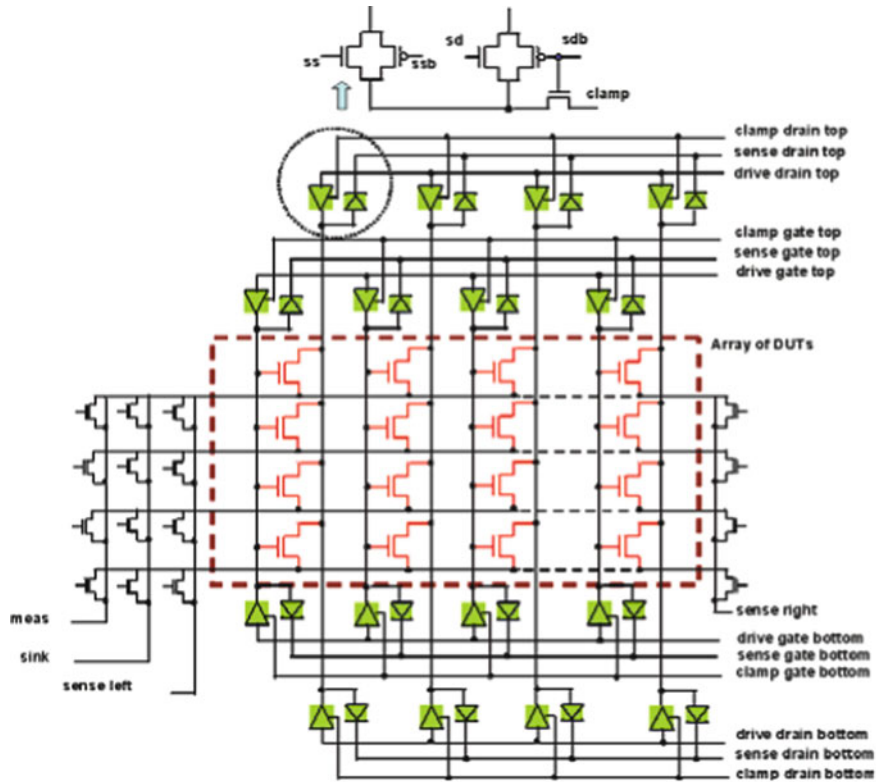 ss
ssb
sd
sdb
clamp
clamp drain top
sense drain top
drive drain top
clamp gate top
sense gate top
drive gate top
Array of DUTs
meas
sink
sense left
sense right
drive gate bottom
sense gate bottom
clamp gate bottom
drive drain bottom
sense drain bottom
clamp drain bottom